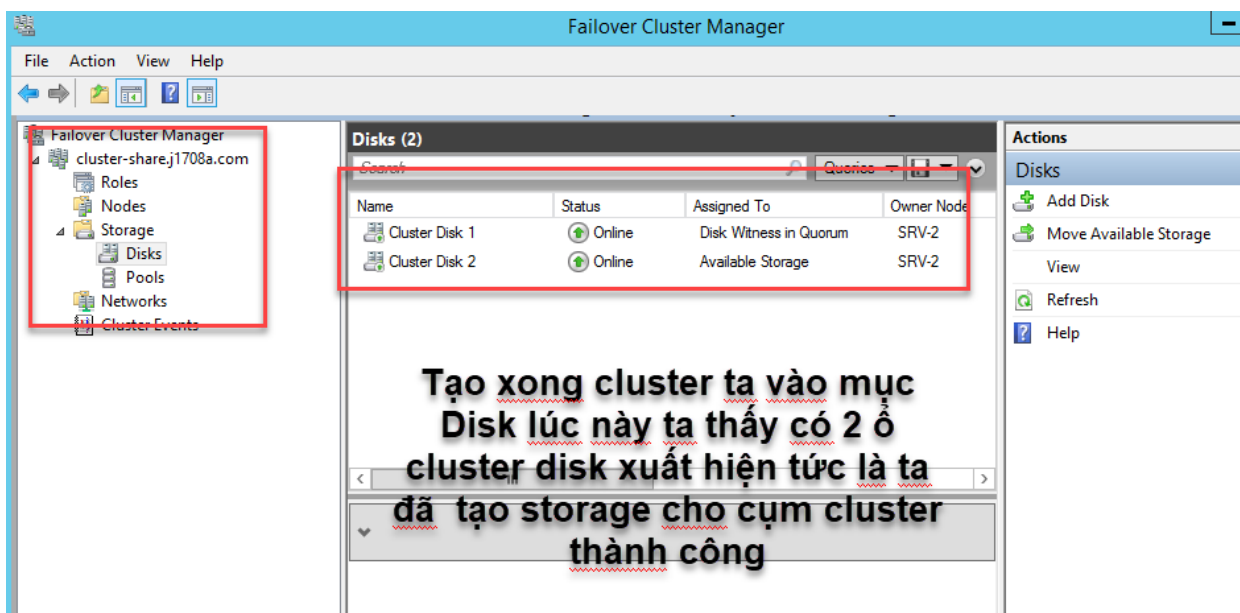 Failover Cluster Manager
File Action View Help
Failover Cluster Manager
cluster-share.j1708a.com
Roles
Nodes
Storage
Disks
Pools
Networks
Cluster Events
Disks (2)
Search
Queries
Name Status Assigned To Owner Node
Cluster Disk 1 Online Disk Witness in Quorum SRV-2
Cluster Disk 2 Online Available Storage SRV-2
Tạo xong cluster ta vào mục
Disk lúc này ta thấy có 2 ổ
cluster disk xuất hiện tức là ta
đã tạo storage cho cụm cluster
thành công
Actions
Disks
Add Disk
Move Available Storage
View
Refresh
Help